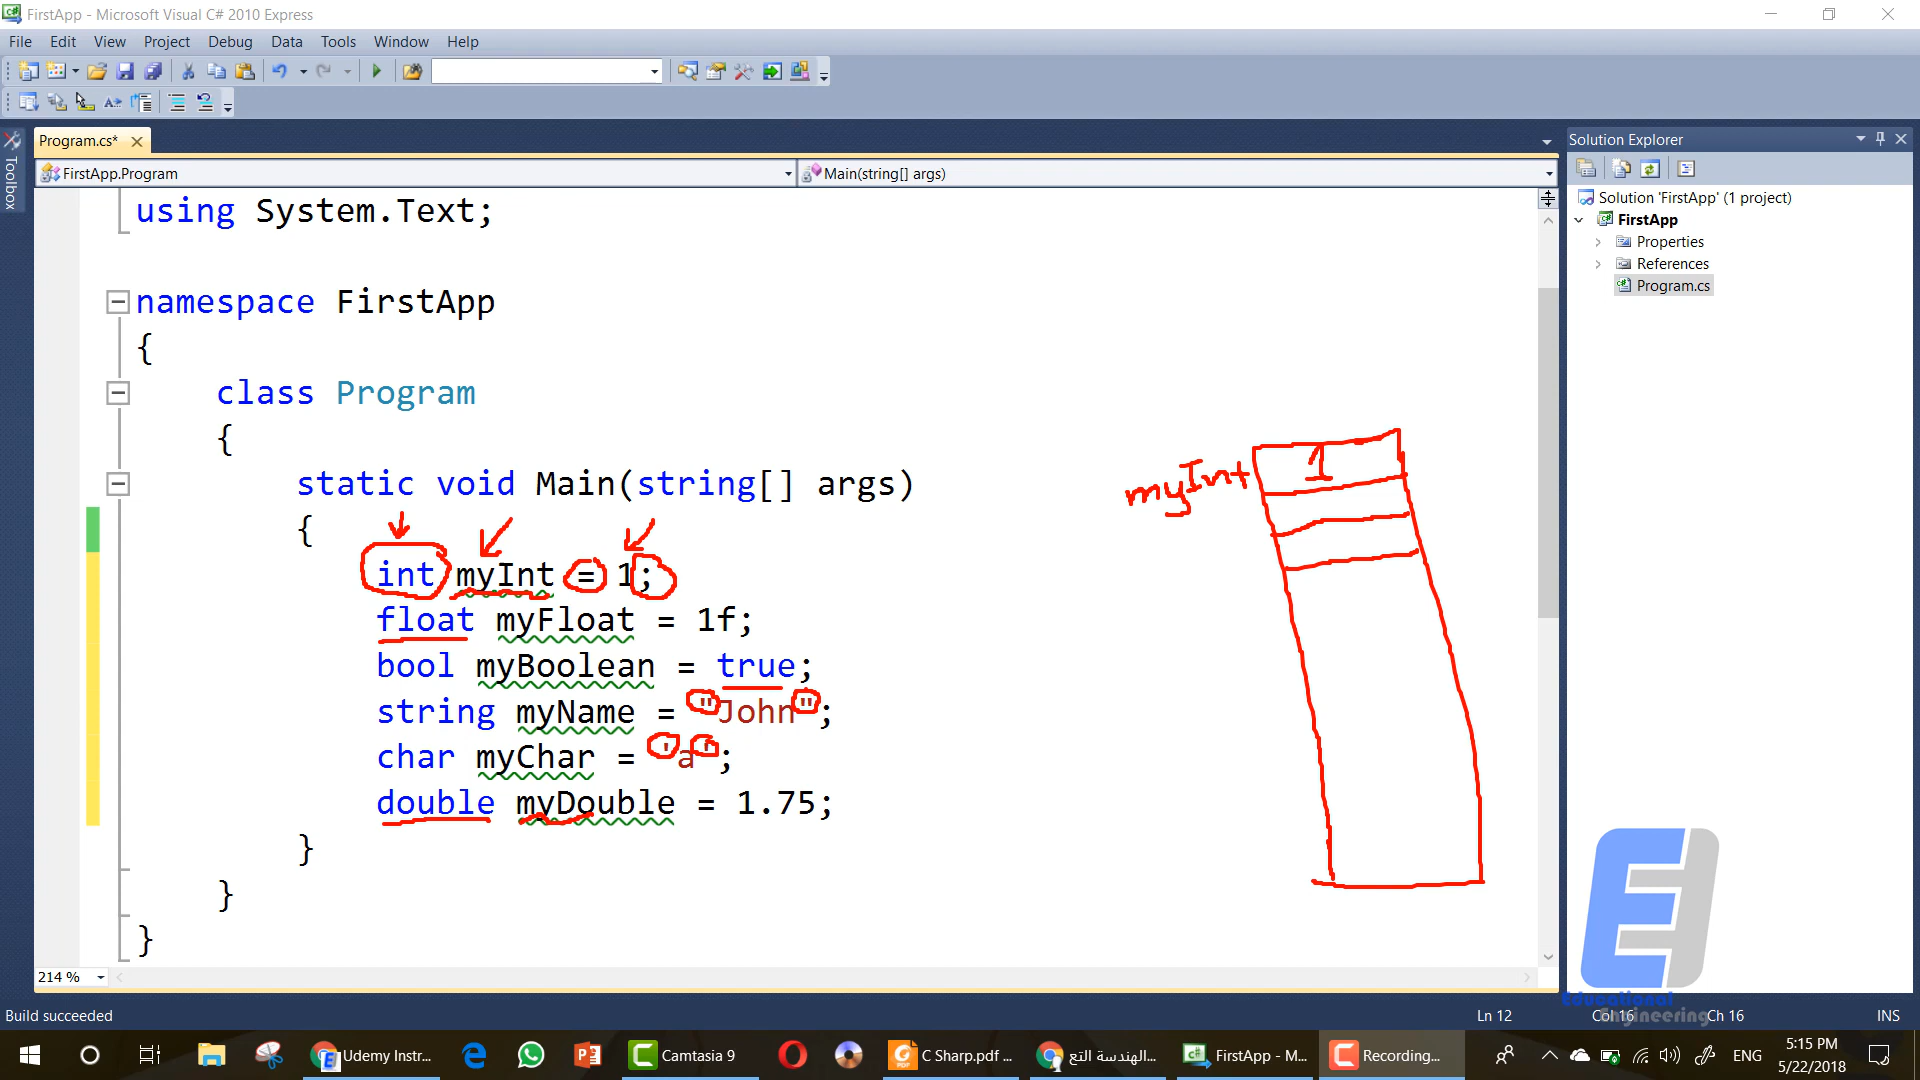 FirstApp - Microsoft Visual C# 2010 Express
File Edit View Project Debug Data Tools Window Help
Toolbox
Program.cs*
FirstApp.Program
Main(string[] args)
using System.Text;
namespace FirstApp
{
class Program
{
static void Main(string[] args)
{
int myInt = 1;
float myFloat = 1f;
bool myBoolean = true;
string myName = "John";
char myChar = 'a';
double myDouble = 1.75;
}
}
}
myInt
1
214 %
Solution Explorer
Solution 'FirstApp' (1 project)
FirstApp
Properties
References
Program.cs
Educational
Engineering
Build succeeded
Ln 12 Col 16 Ch 16 INS
Udemy Instr...
Camtasia 9
C Sharp.pdf ...
الهندسة التع...
FirstApp - M...
Recording...
ENG
5:15 PM
5/22/2018